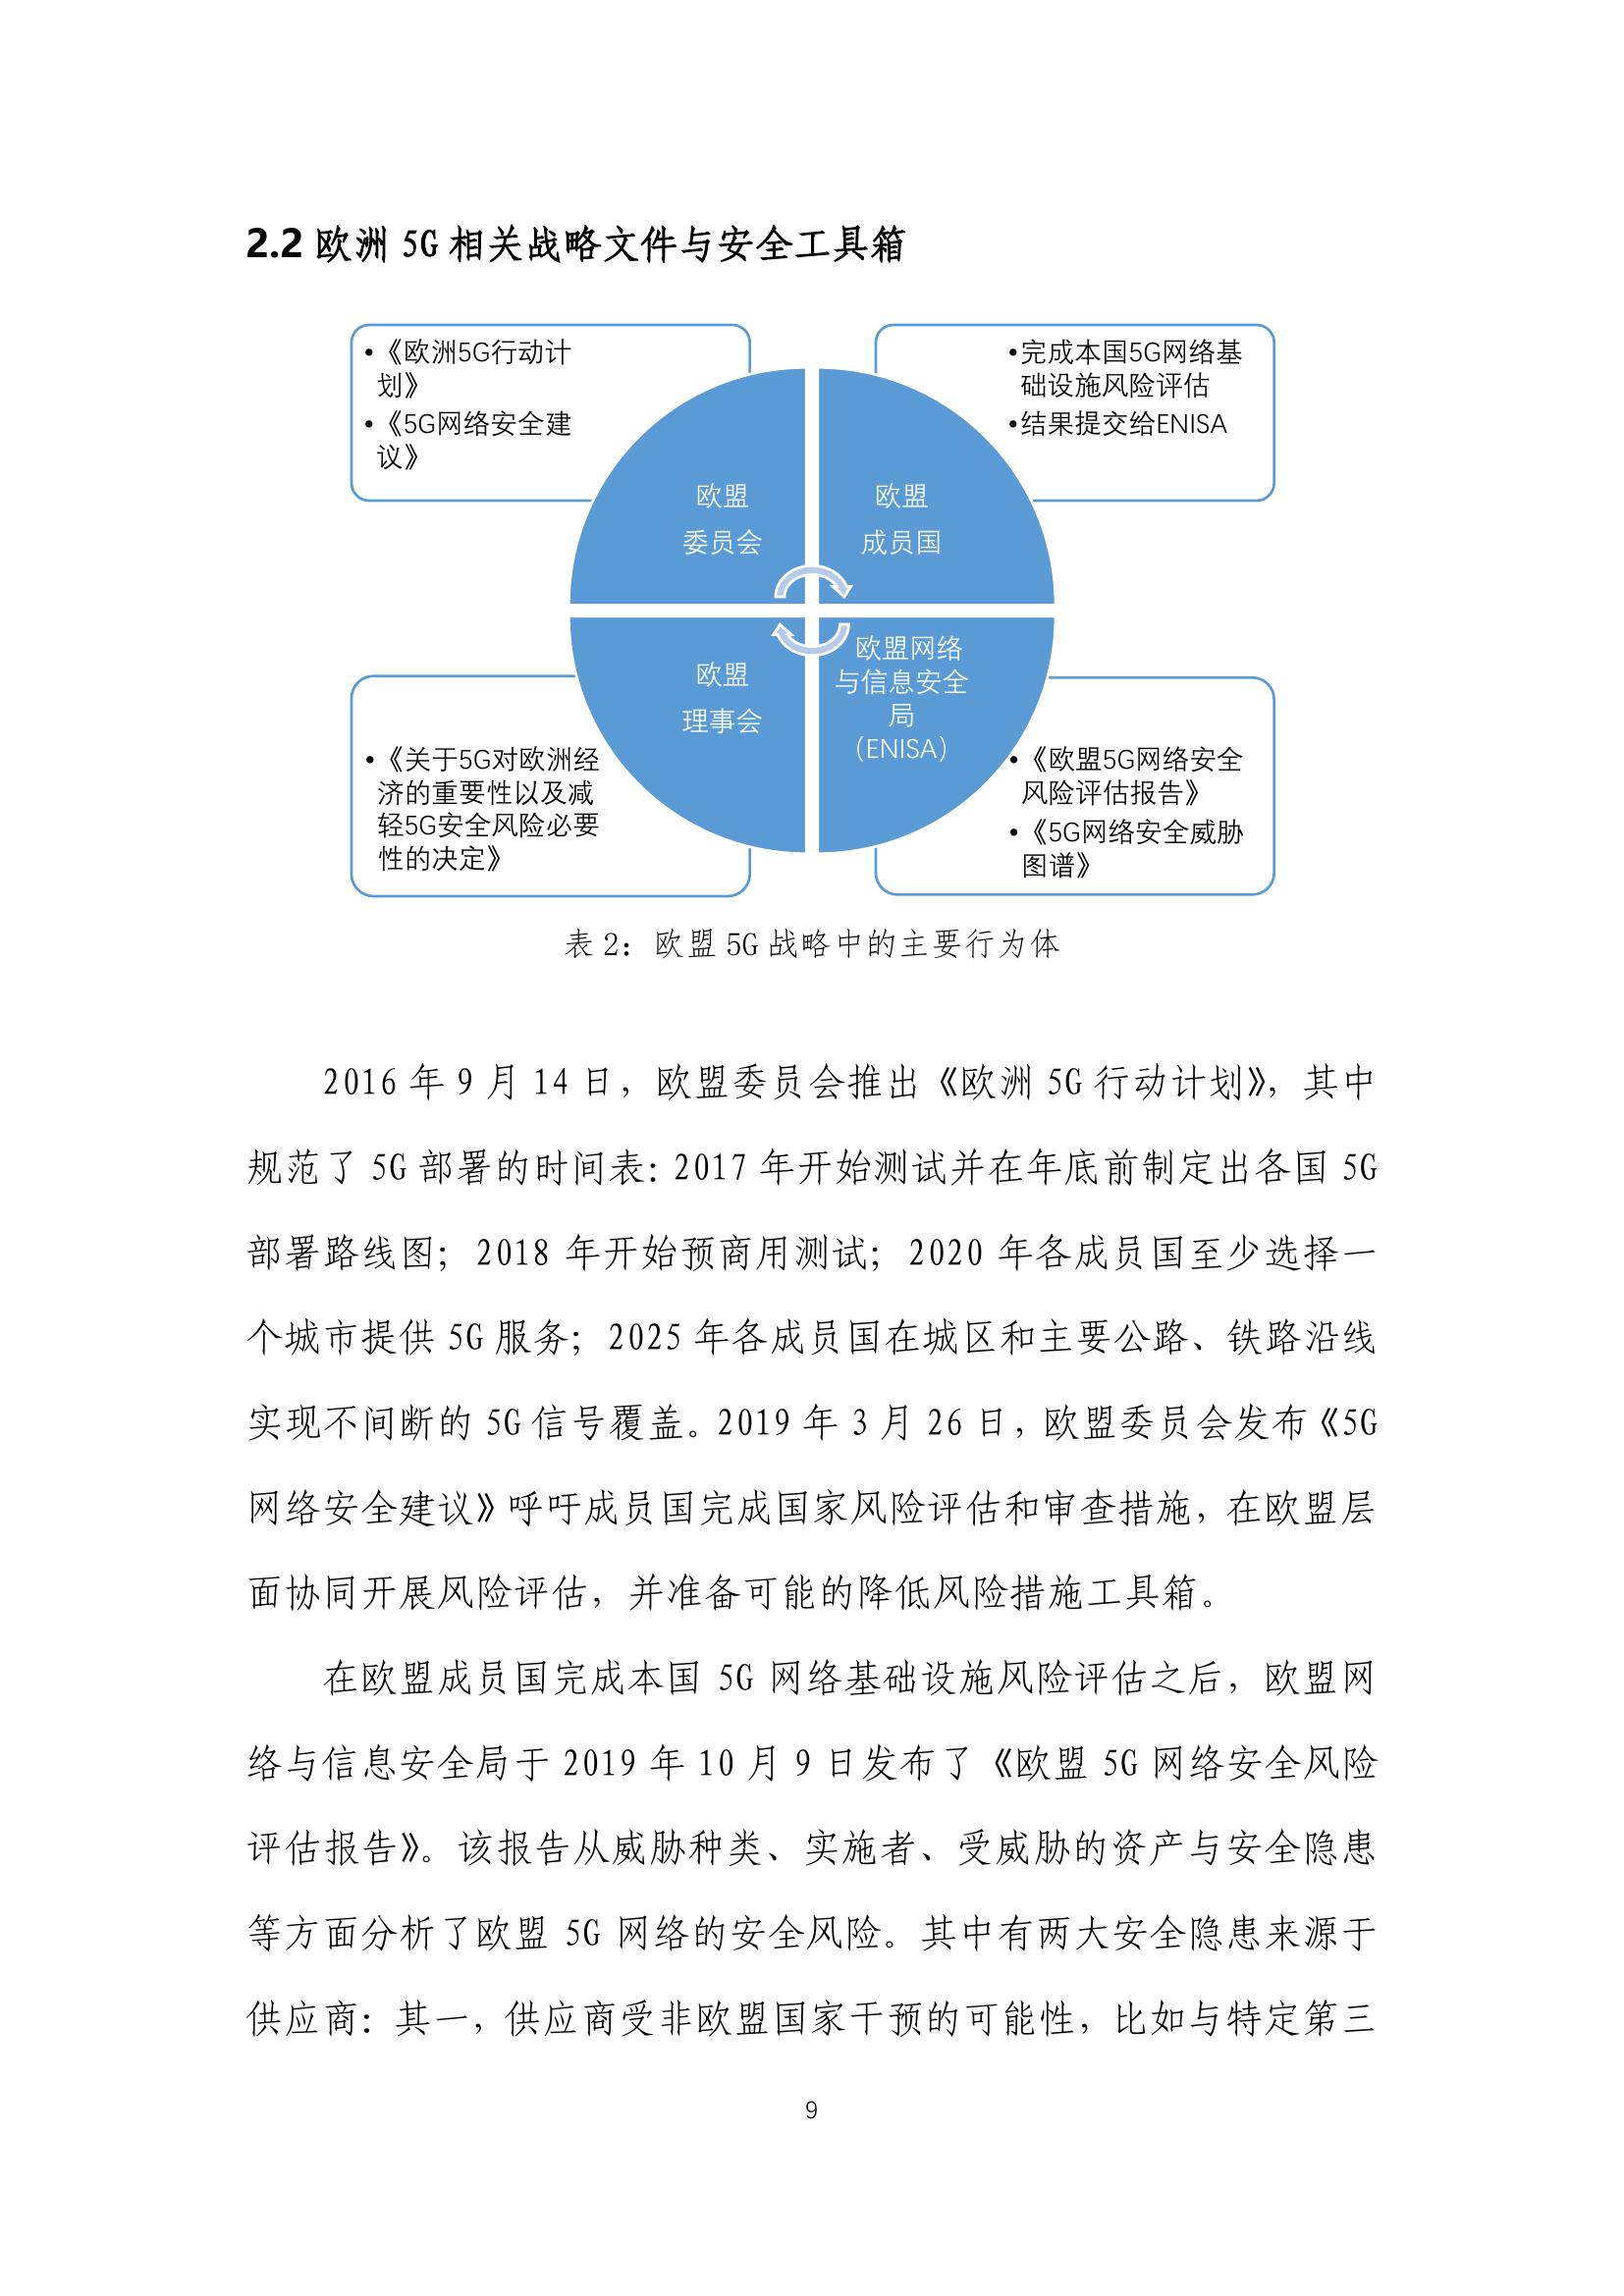 2.2 欧洲 5G 相关战略文件与安全工具箱
•《欧洲5G行动计
划》
•《5G网络安全建
议》
•完成本国5G网络基
础设施风险评估
•结果提交给ENISA
欧盟
委员会
欧盟
成员国
欧盟
理事会
欧盟网络
与信息安全
局
（ENISA）
•《关于5G对欧洲经
济的重要性以及减
轻5G安全风险必要
性的决定》
•《欧盟5G网络安全
风险评估报告》
•《5G网络安全威胁
图谱》
表 2：欧盟 5G 战略中的主要行为体
2016 年 9 月 14 日，欧盟委员会推出《欧洲 5G 行动计划》，其中
规范了 5G 部署的时间表：2017 年开始测试并在年底前制定出各国 5G
部署路线图；2018 年开始预商用测试；2020 年各成员国至少选择一
个城市提供 5G 服务；2025 年各成员国在城区和主要公路、铁路沿线
实现不间断的 5G 信号覆盖。2019 年 3 月 26 日，欧盟委员会发布《5G
网络安全建议》呼吁成员国完成国家风险评估和审查措施，在欧盟层
面协同开展风险评估，并准备可能的降低风险措施工具箱。
在欧盟成员国完成本国 5G 网络基础设施风险评估之后，欧盟网
络与信息安全局于 2019 年 10 月 9 日发布了《欧盟 5G 网络安全风险
评估报告》。该报告从威胁种类、实施者、受威胁的资产与安全隐患
等方面分析了欧盟 5G 网络的安全风险。其中有两大安全隐患来源于
供应商：其一，供应商受非欧盟国家干预的可能性，比如与特定第三
9